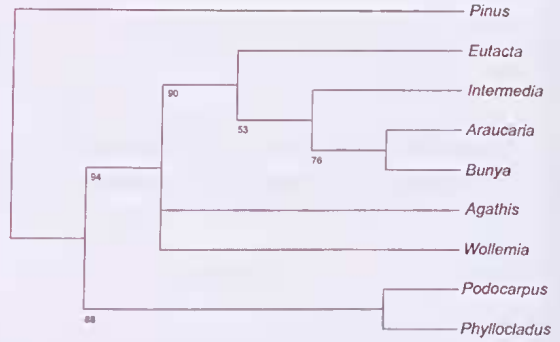 Pinus
Eutacta
90
Intermedia
53
Araucaria
76
Bunya
94
Agathis
Wollemia
Podocarpus
88
Phyllocladus